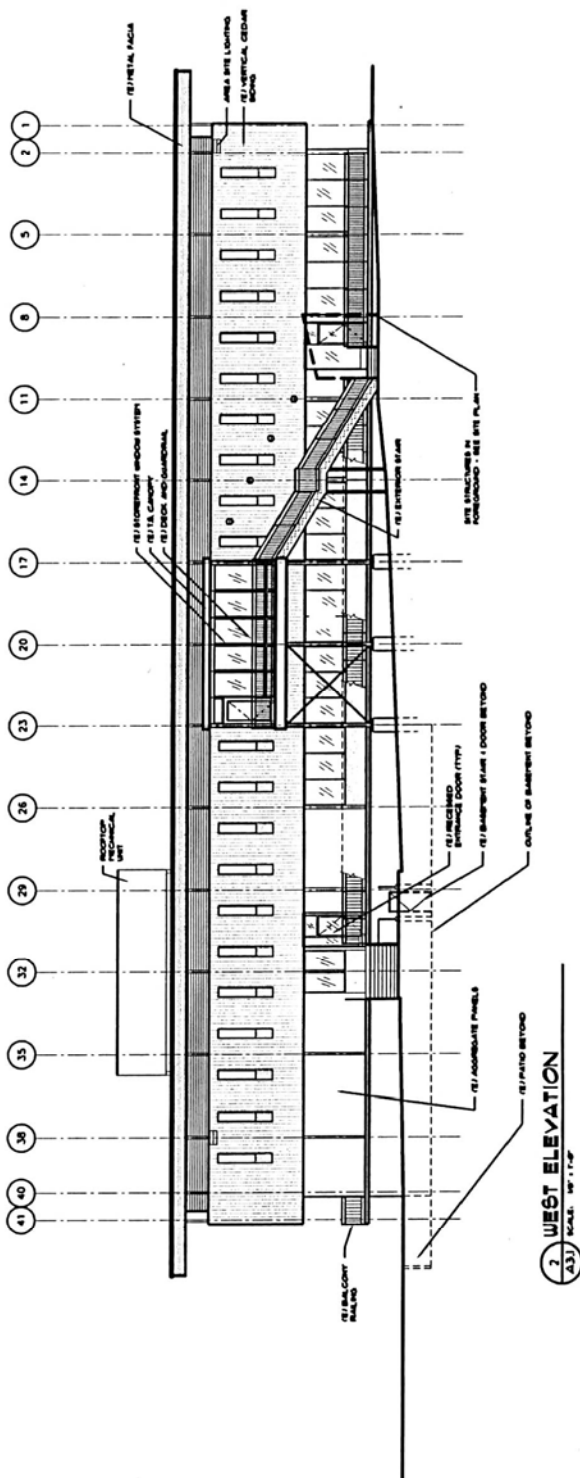 41
40
38
35
32
29
26
23
20
17
14
11
8
5
2
1
ROOFTOP
MECHANICAL
UNIT
(E) METAL FACIA
AREA SITE LIGHTING
(E) VERTICAL CEDAR
SIDING
(E) STOREFRONT WINDOW SYSTEM
(E) T.S. CANOPY
(E) DECK AND GUARDRAIL
(E) BALCONY
RAILING
(E) AGGREGATE PANELS
(E) PATIO BEYOND
(E) RECESSED
ENTRANCE DOOR (TYP.)
(E) BASEMENT STAIR & DOOR BEYOND
OUTLINE OF BASEMENT BEYOND
(E) EXTERIOR STAIR
SITE STRUCTURES IN
FOREGROUND - SEE SITE PLAN
2 WEST ELEVATION
A3.1 SCALE: